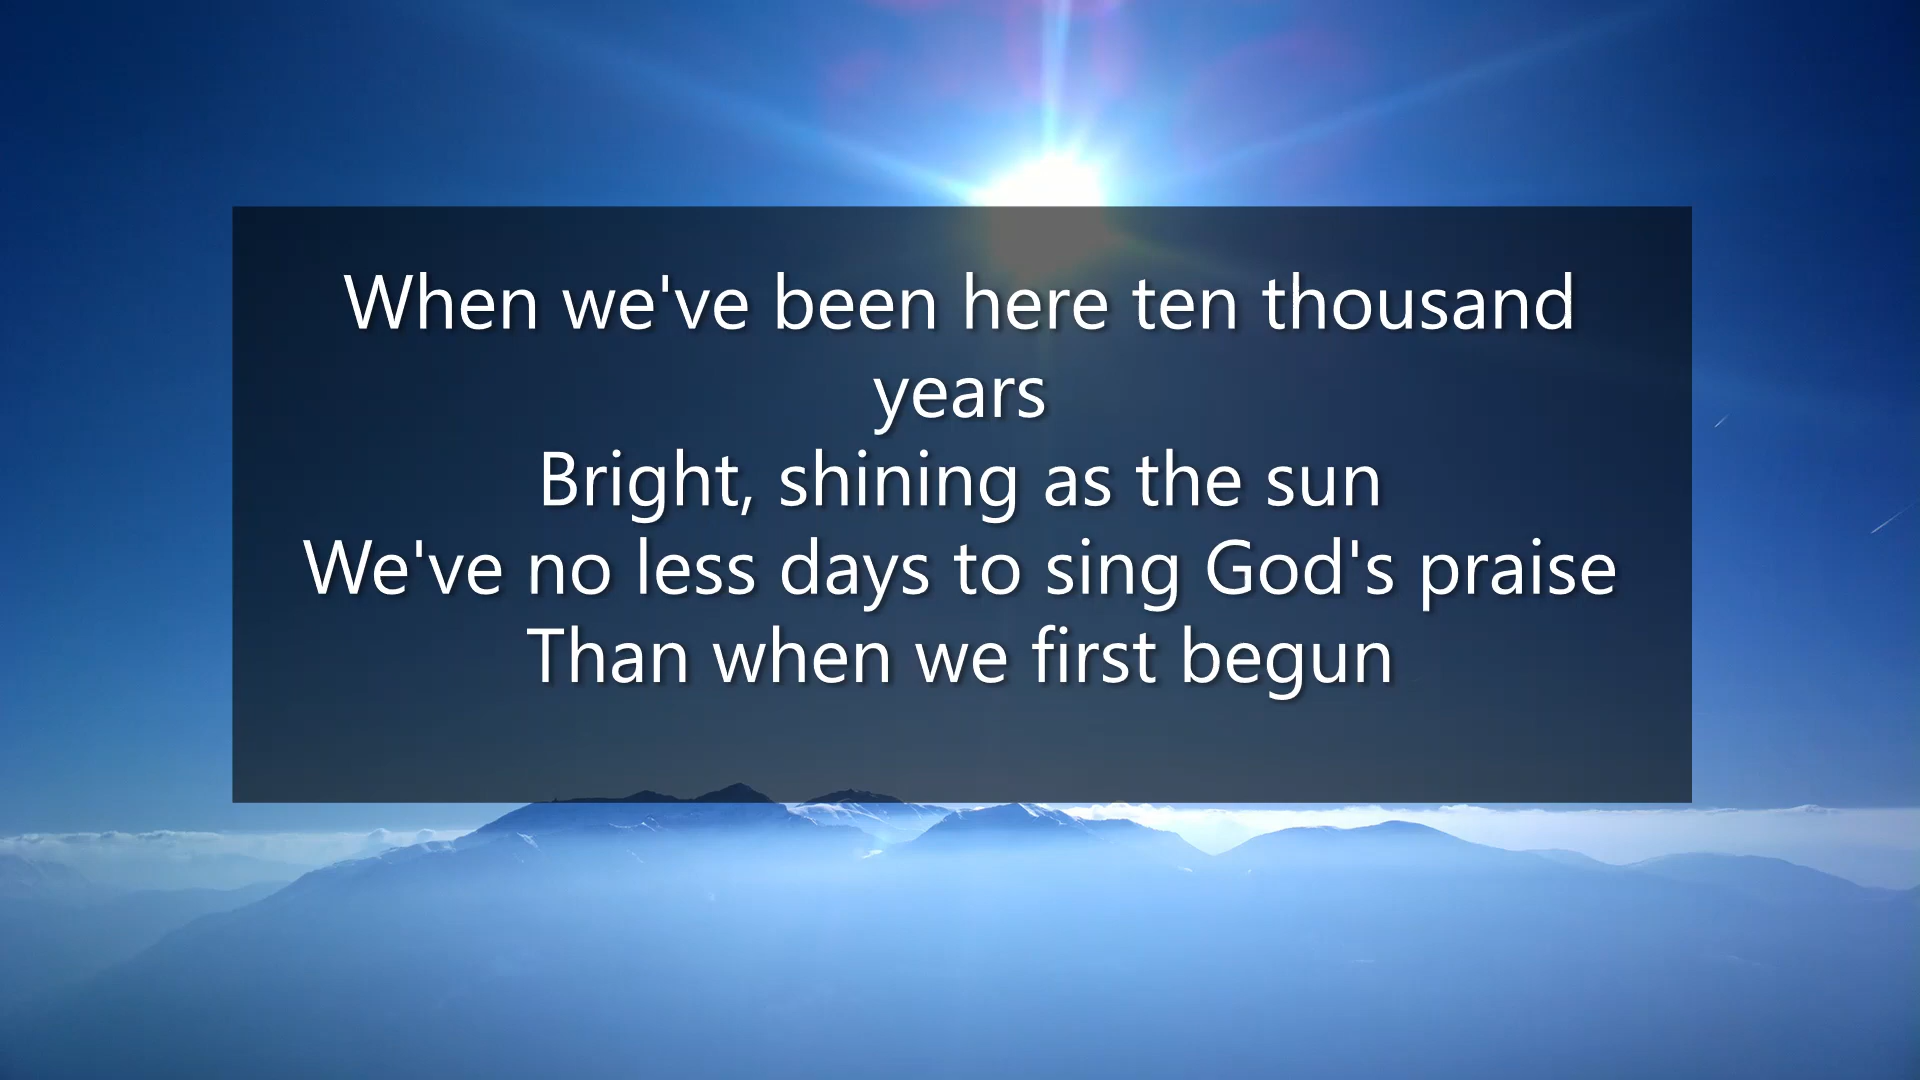 When we've been here ten thousand
years
Bright, shining as the sun
We've no less days to sing God's praise
Than when we first begun